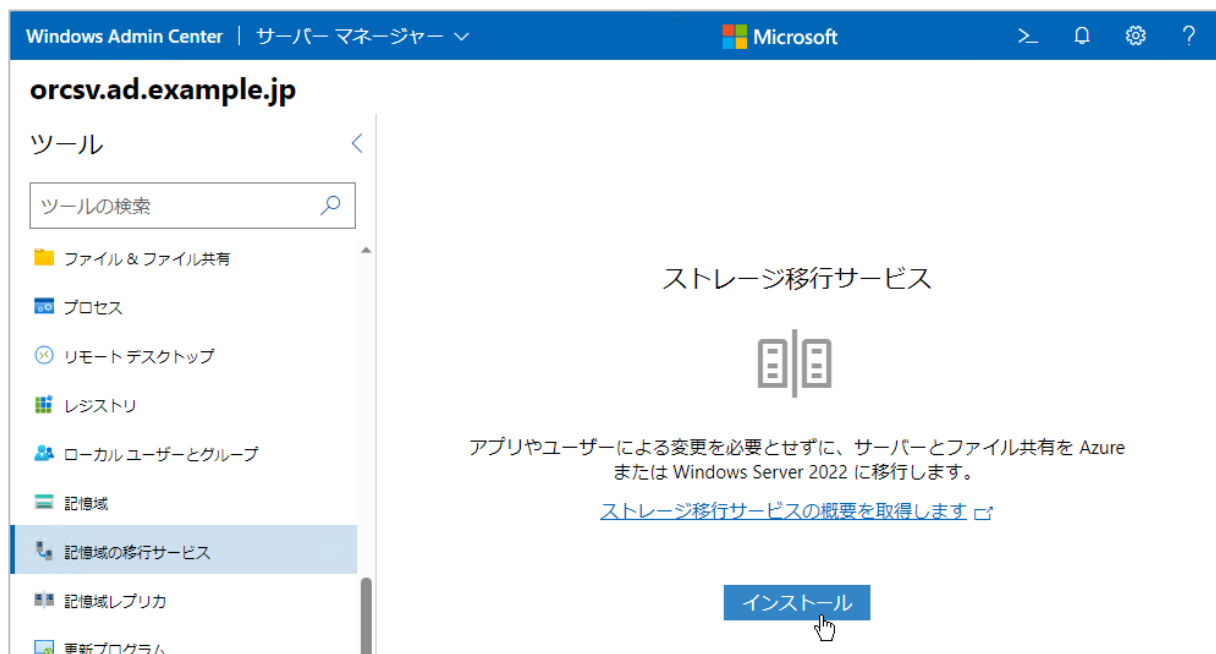 Windows Admin Center | サーバー マネージャー
Microsoft
orcsv.ad.example.jp
ツール
ツールの検索
ファイル & ファイル共有
プロセス
リモート デスクトップ
レジストリ
ローカル ユーザーとグループ
記憶域
記憶域の移行サービス
記憶域レプリカ
更新プログラム
ストレージ移行サービス
アプリやユーザーによる変更を必要とせずに、サーバーとファイル共有を Azure
または Windows Server 2022 に移行します。
ストレージ移行サービスの概要を取得します
インストール